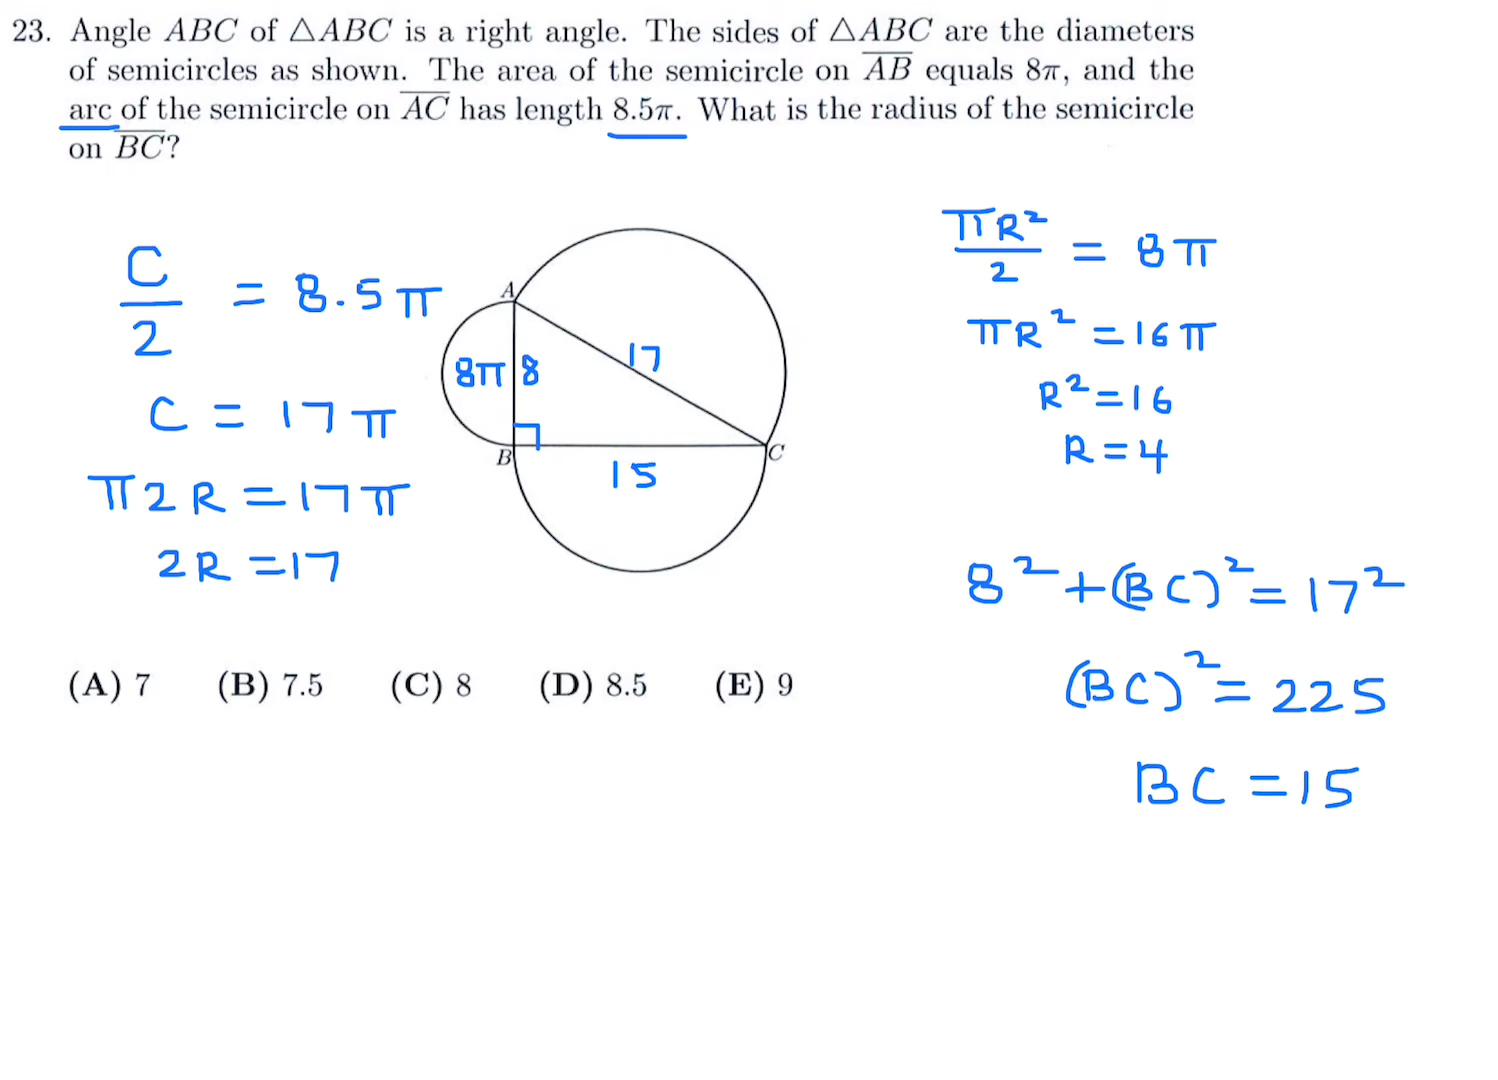 23. Angle ABC of △ABC is a right angle. The sides of △ABC are the diameters
of semicircles as shown. The area of the semicircle on A̅B̅ equals 8π, and the
arc of the semicircle on A̅C̅ has length 8.5π. What is the radius of the semicircle
on B̅C̅?
C/2 = 8.5π
C = 17π
π2R = 17π
2R = 17
A
17
8π 8
B
C
15
πR²/2 = 8π
πR² = 16π
R² = 16
R = 4
8² + (BC)² = 17²
(BC)² = 225
BC = 15
(A) 7 (B) 7.5 (C) 8 (D) 8.5 (E) 9